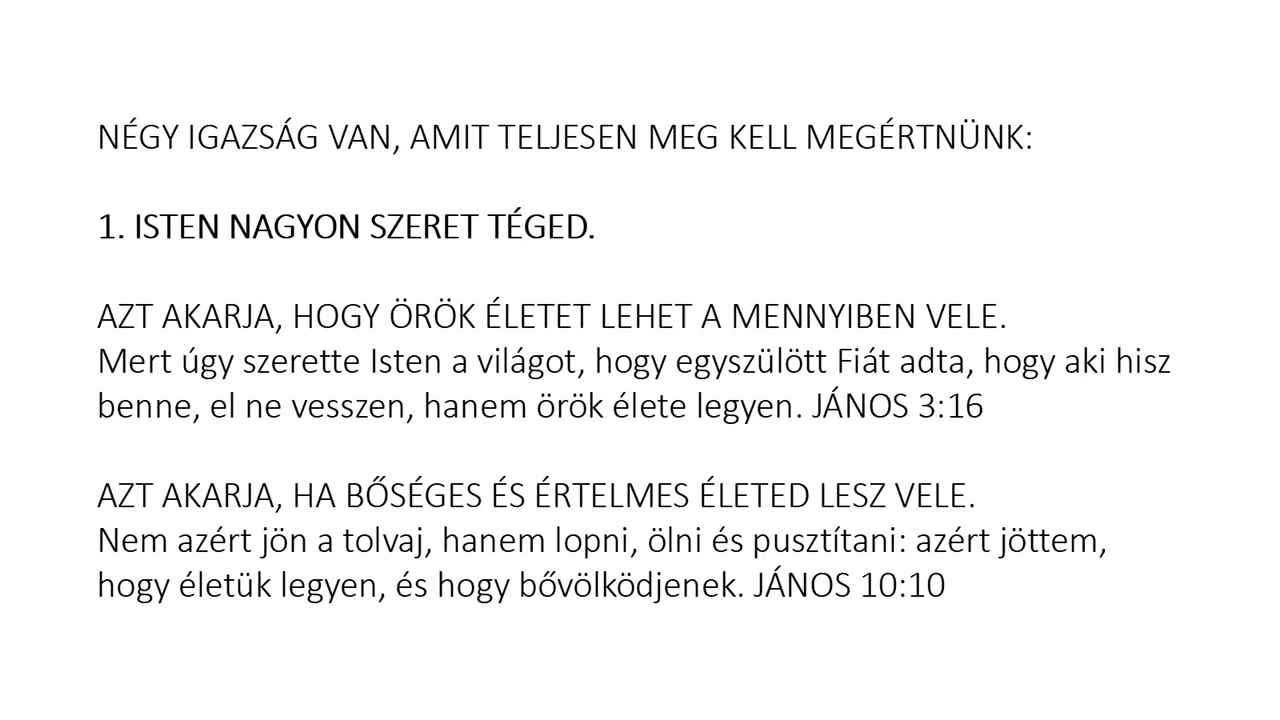 NÉGY IGAZSÁG VAN, AMIT TELJESEN MEG KELL MEGÉRTNÜNK:
1. ISTEN NAGYON SZERET TÉGED.
AZT AKARJA, HOGY ÖRÖK ÉLETET LEHET A MENNYIBEN VELE.
Mert úgy szerette Isten a világot, hogy egyszülött Fiát adta, hogy aki hisz
benne, el ne vesszen, hanem örök élete legyen. JÁNOS 3:16
AZT AKARJA, HA BŐSÉGES ÉS ÉRTELMES ÉLETED LESZ VELE.
Nem azért jön a tolvaj, hanem lopni, ölni és pusztítani: azért jöttem,
hogy életük legyen, és hogy bővölködjenek. JÁNOS 10:10